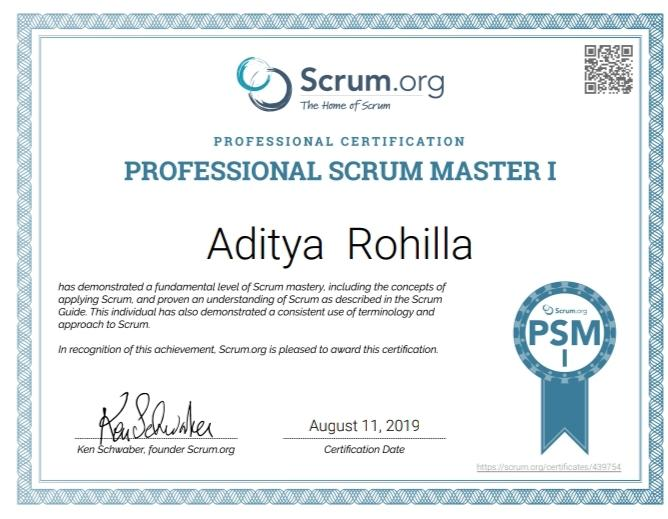 Scrum.org
The Home of Scrum
PROFESSIONAL CERTIFICATION
PROFESSIONAL SCRUM MASTER I
Aditya Rohilla
has demonstrated a fundamental level of Scrum mastery, including the concepts of
applying Scrum, and proven an understanding of Scrum as described in the Scrum
Guide. This individual has also demonstrated a consistent use of terminology and
approach to Scrum.
In recognition of this achievement, Scrum.org is pleased to award this certification.
Scrum.org
PSM
I
Ken Schwaber
August 11, 2019
Ken Schwaber, founder Scrum.org
Certification Date
https://scrum.org/certificates/439754